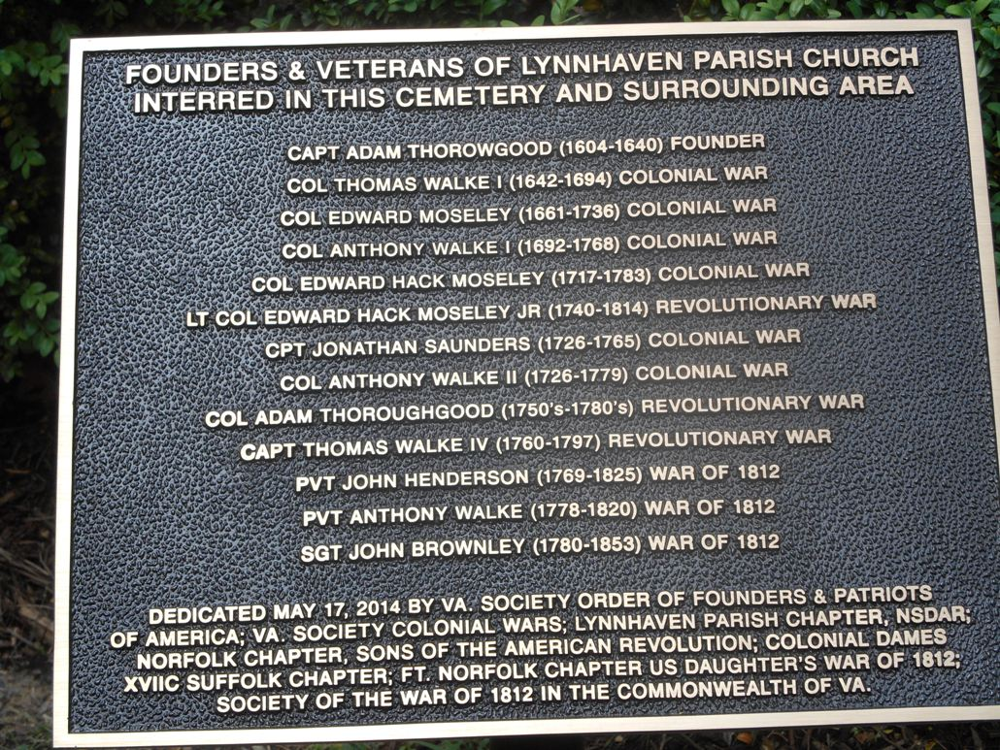 FOUNDERS & VETERANS OF LYNNHAVEN PARISH CHURCH
INTERRED IN THIS CEMETERY AND SURROUNDING AREA
CAPT ADAM THOROWGOOD (1604-1640) FOUNDER
COL THOMAS WALKE I (1642-1694) COLONIAL WAR
COL EDWARD MOSELEY (1661-1736) COLONIAL WAR
COL ANTHONY WALKE I (1692-1768) COLONIAL WAR
COL EDWARD HACK MOSELEY (1717-1783) COLONIAL WAR
LT COL EDWARD HACK MOSELEY JR (1740-1814) REVOLUTIONARY WAR
CPT JONATHAN SAUNDERS (1726-1765) COLONIAL WAR
COL ANTHONY WALKE II (1726-1779) COLONIAL WAR
COL ADAM THOROUGHGOOD (1750's-1780's) REVOLUTIONARY WAR
CAPT THOMAS WALKE IV (1760-1797) REVOLUTIONARY WAR
PVT JOHN HENDERSON (1769-1825) WAR OF 1812
PVT ANTHONY WALKE (1778-1820) WAR OF 1812
SGT JOHN BROWNLEY (1780-1853) WAR OF 1812
DEDICATED MAY 17, 2014 BY VA. SOCIETY ORDER OF FOUNDERS & PATRIOTS
OF AMERICA; VA. SOCIETY COLONIAL WARS; LYNNHAVEN PARISH CHAPTER, NSDAR;
NORFOLK CHAPTER, SONS OF THE AMERICAN REVOLUTION; COLONIAL DAMES
XVIIC SUFFOLK CHAPTER; FT. NORFOLK CHAPTER US DAUGHTER'S WAR OF 1812;
SOCIETY OF THE WAR OF 1812 IN THE COMMONWEALTH OF VA.